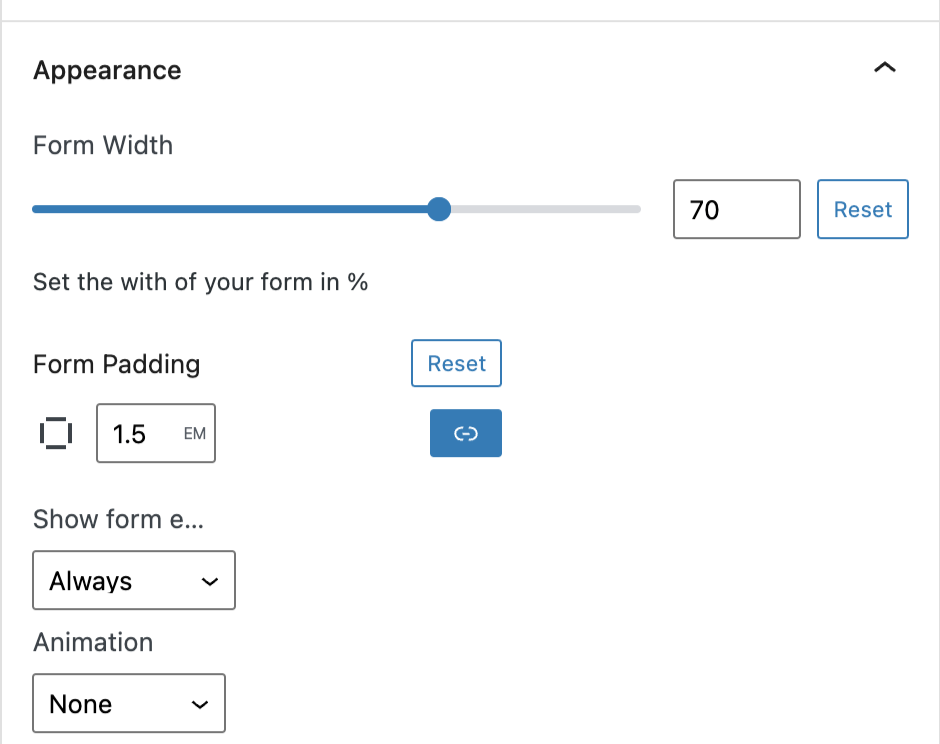 Appearance
Form Width
70 Reset
Set the with of your form in %
Form Padding Reset
1.5 EM
Show form e...
Always
Animation
None